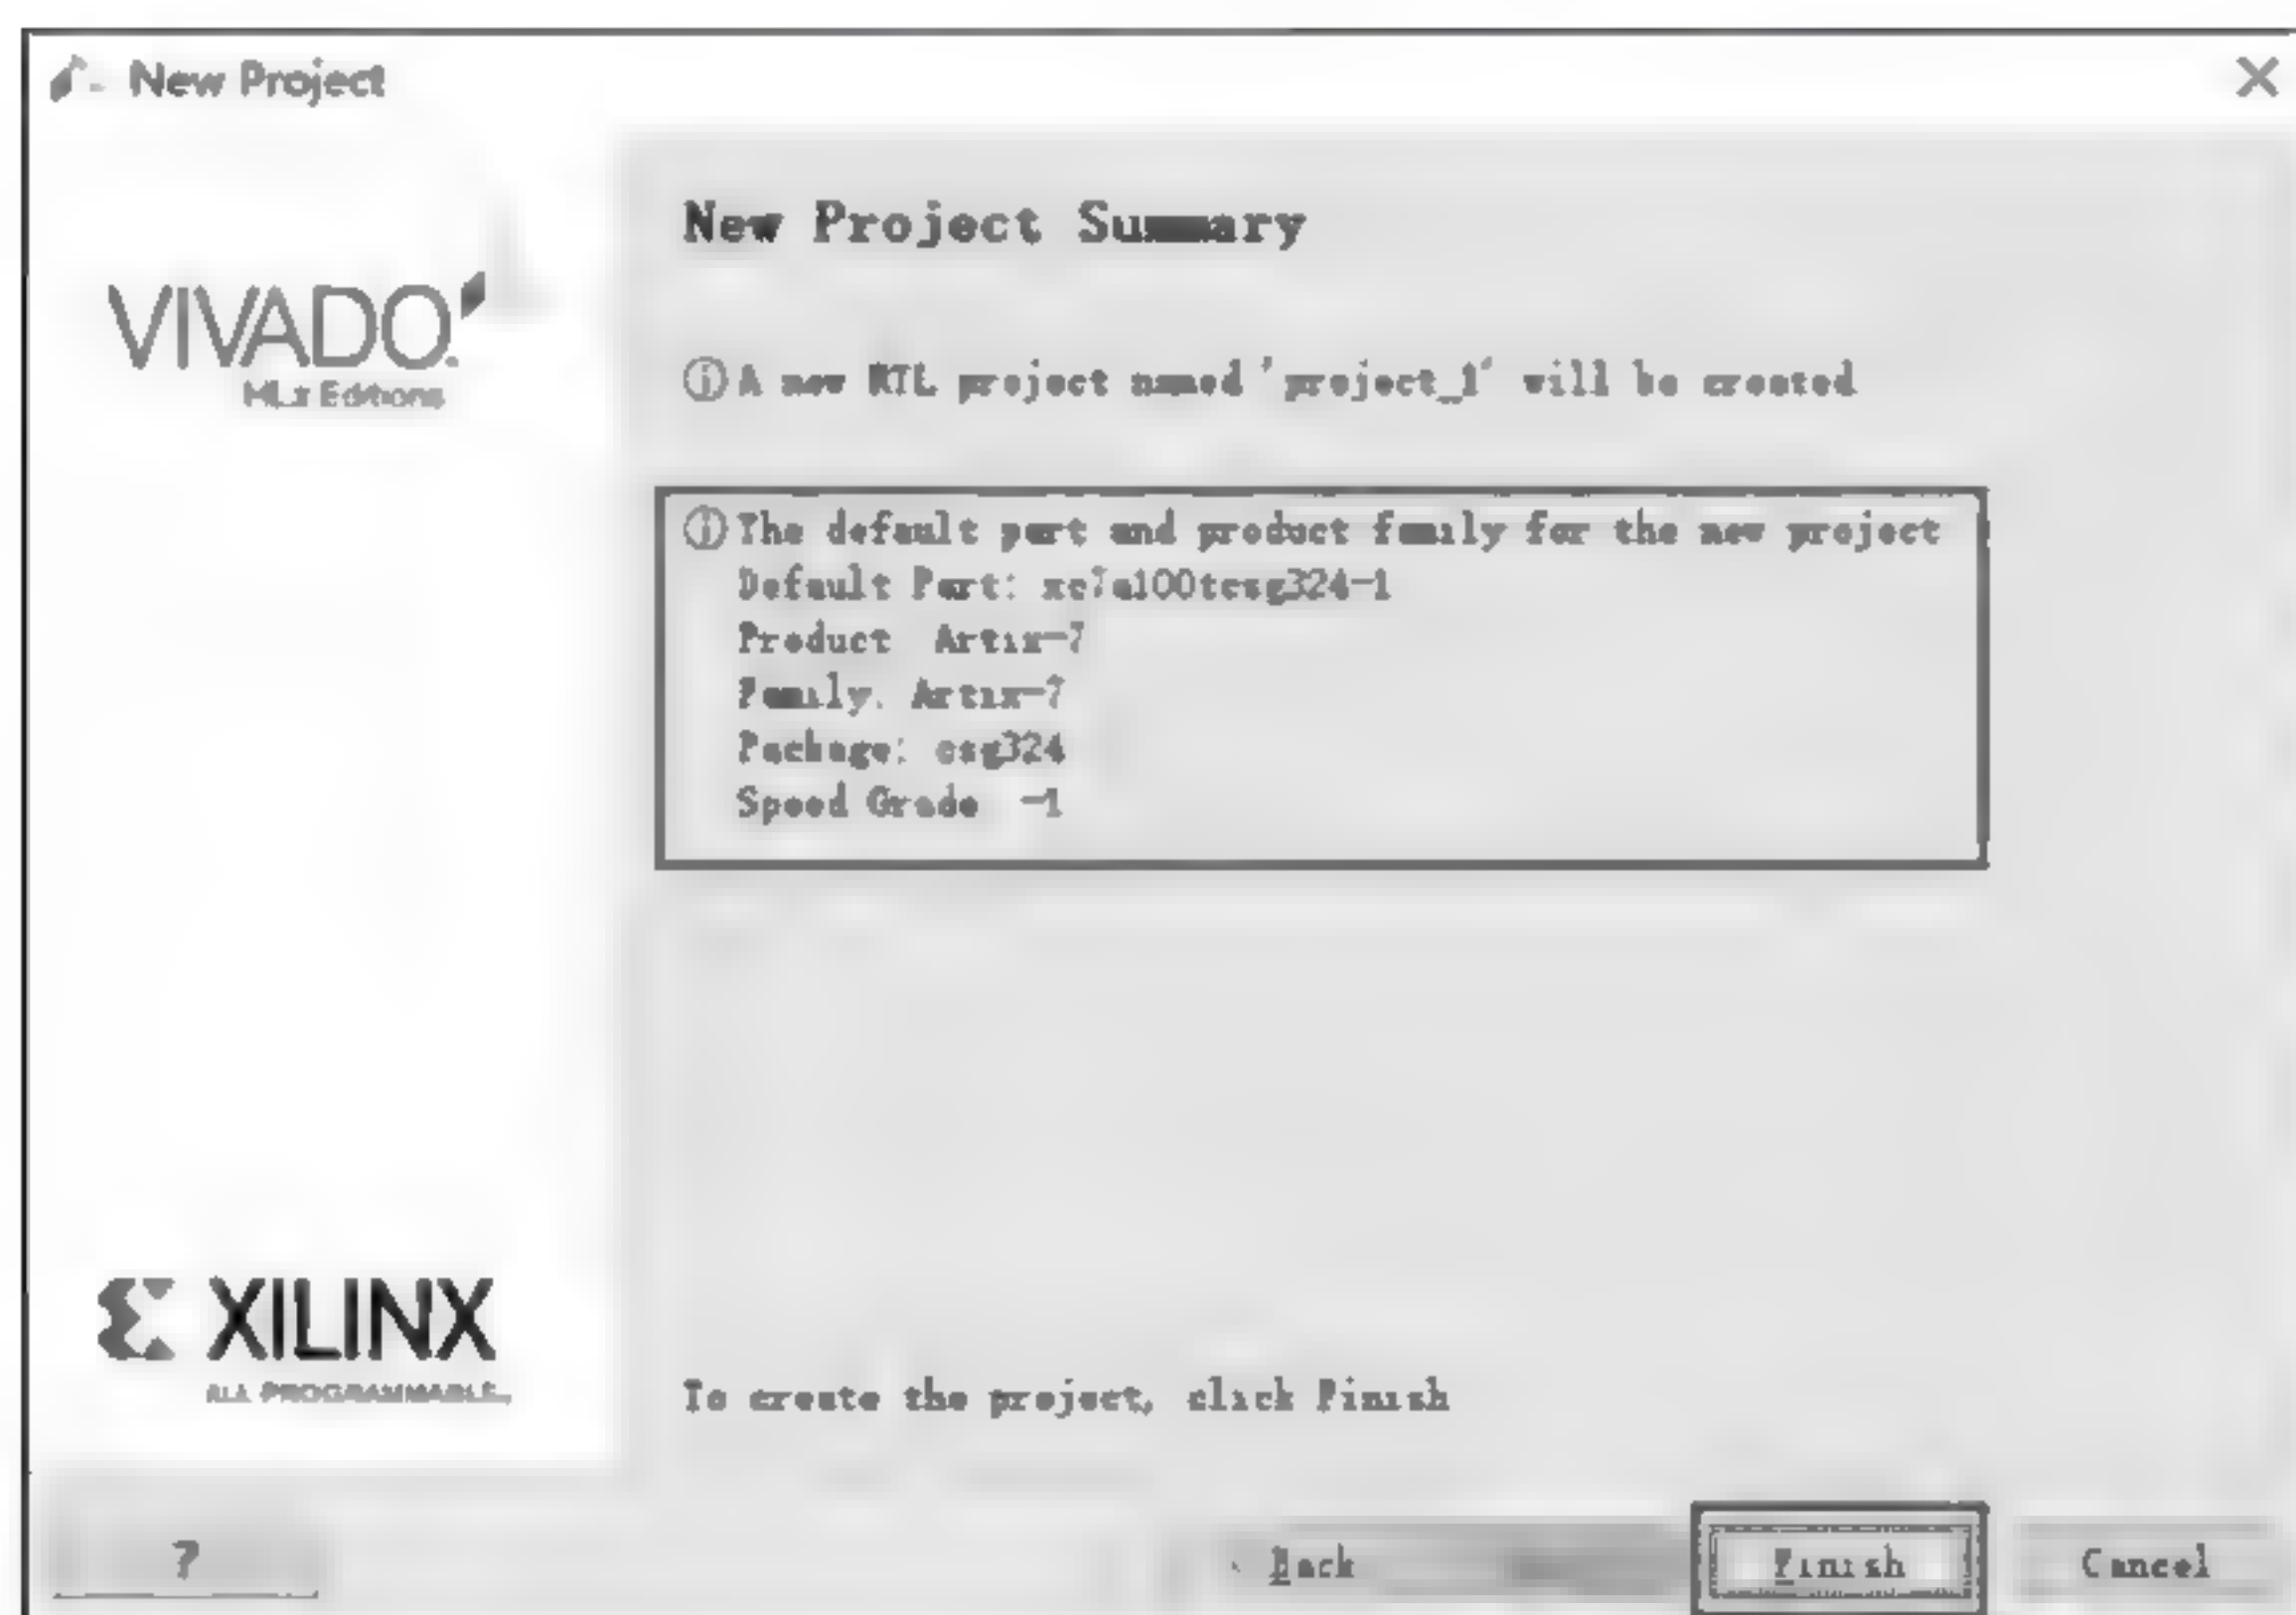 New Project
New Project Summary
VIVADO
Editions
A new RTL project named 'project_1' will be created
The default part and product family for the new project
Default Part: xc7a100tcsg324-1
Product Artix-7
Family: Artix-7
Package: csg324
Speed Grade -1
XILINX
ALL PROGRAMMABLE
To create the project, click Finish
?
Back
Finish
Cancel